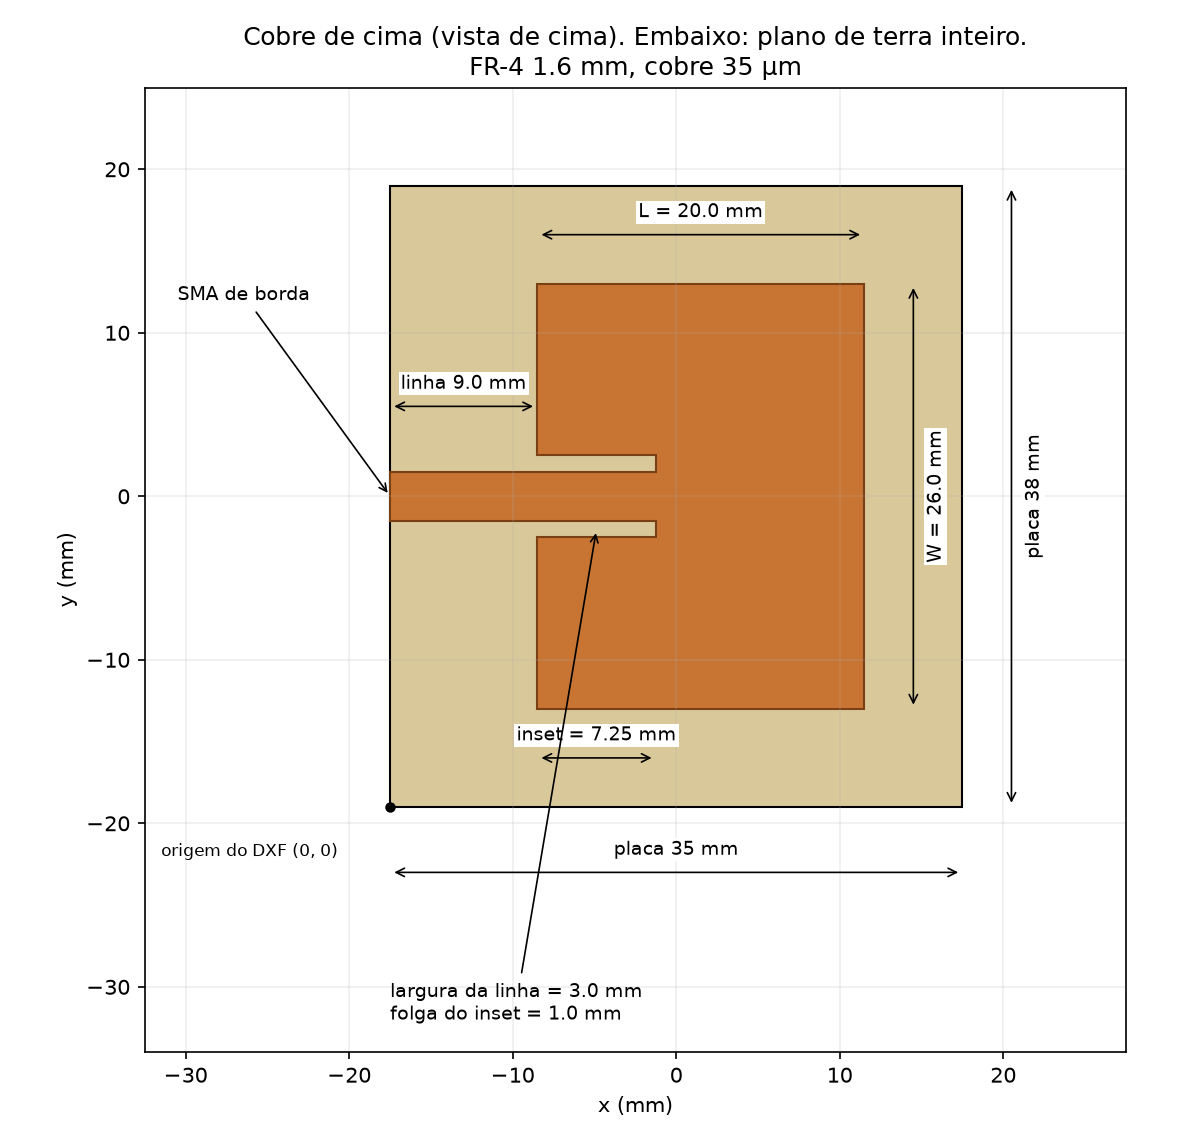 Cobre de cima (vista de cima). Embaixo: plano de terra inteiro.
FR-4 1.6 mm, cobre 35 µm
L = 20.0 mm
SMA de borda
linha 9.0 mm
W = 26.0 mm
placa 38 mm
inset = 7.25 mm
origem do DXF (0, 0)
placa 35 mm
largura da linha = 3.0 mm
folga do inset = 1.0 mm
y (mm)
20
10
0
−10
−20
−30
−30
−20
−10
0
10
20
x (mm)